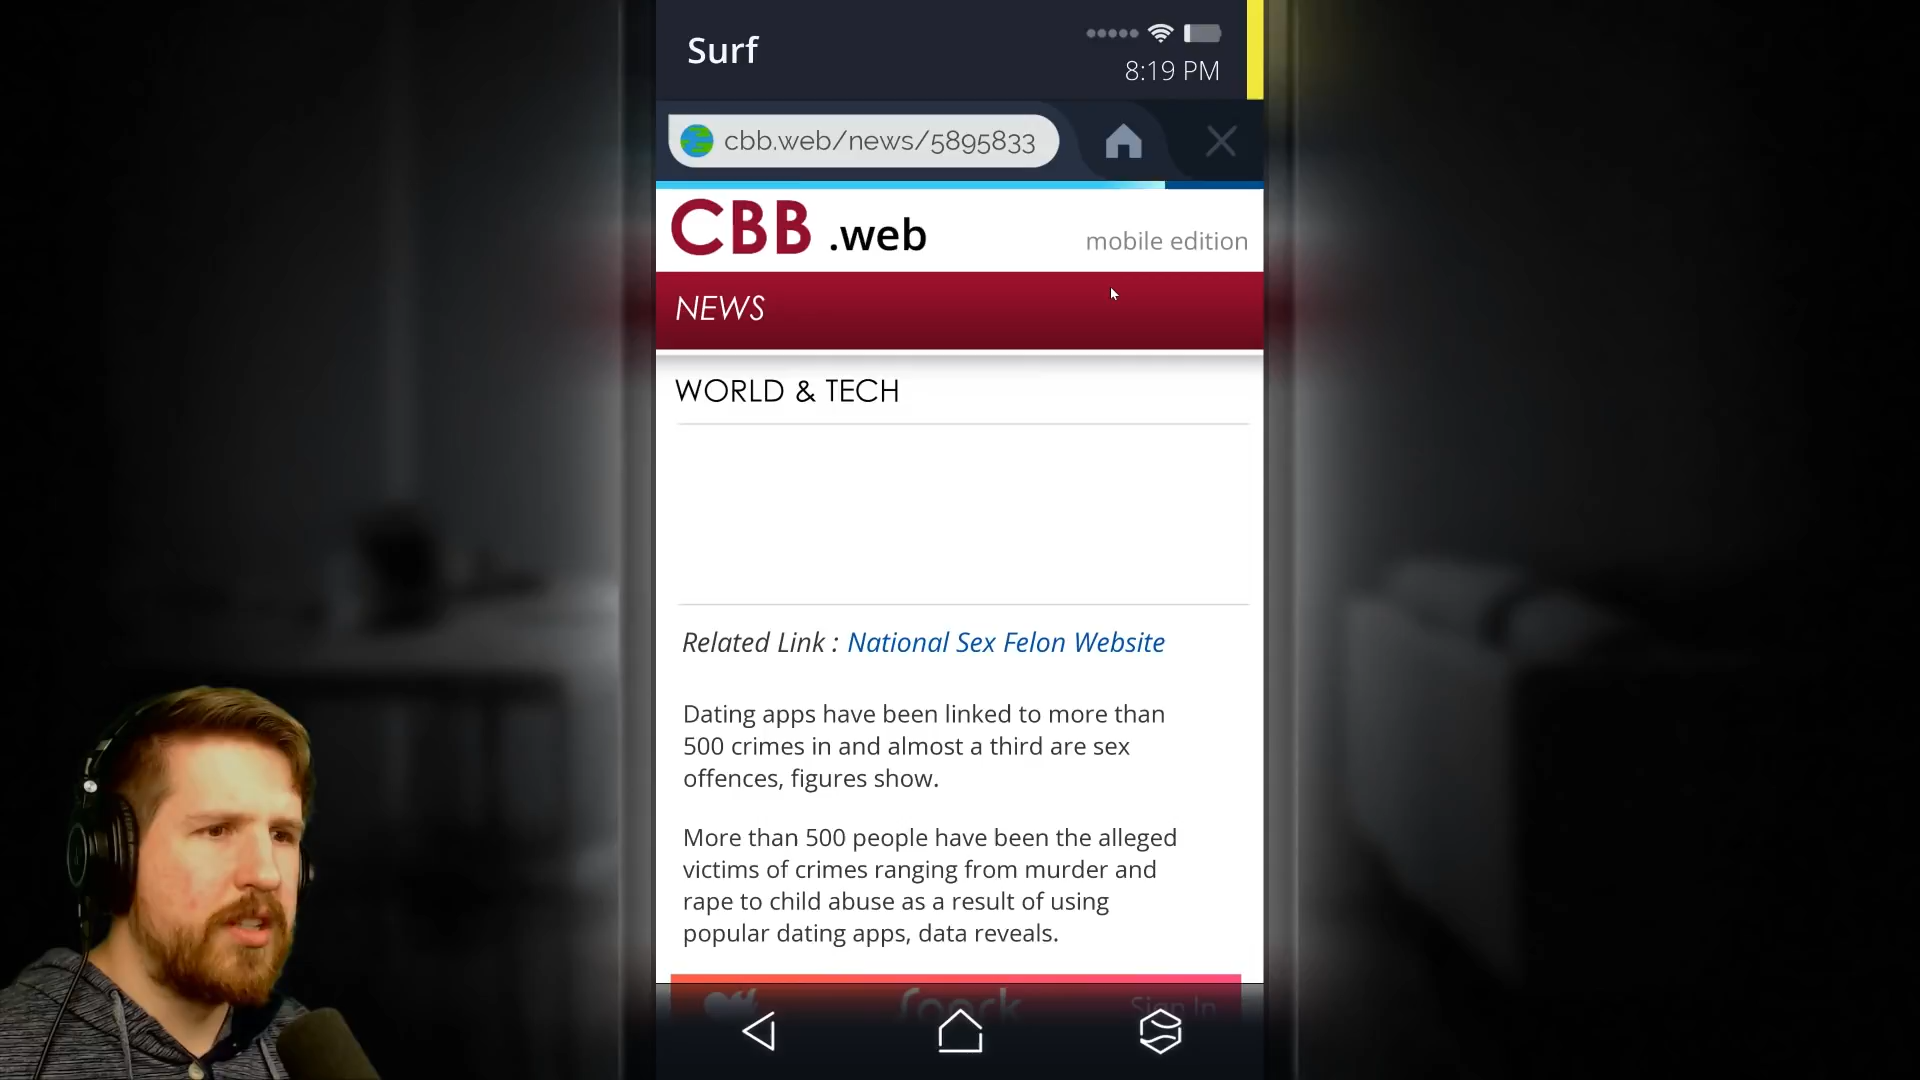 Surf
8:19 PM
cbb.web/news/5895833
CBB .web
mobile edition
NEWS
WORLD & TECH
Related Link : National Sex Felon Website
Dating apps have been linked to more than
500 crimes in and almost a third are sex
offences, figures show.
More than 500 people have been the alleged
victims of crimes ranging from murder and
rape to child abuse as a result of using
popular dating apps, data reveals.
Sign In